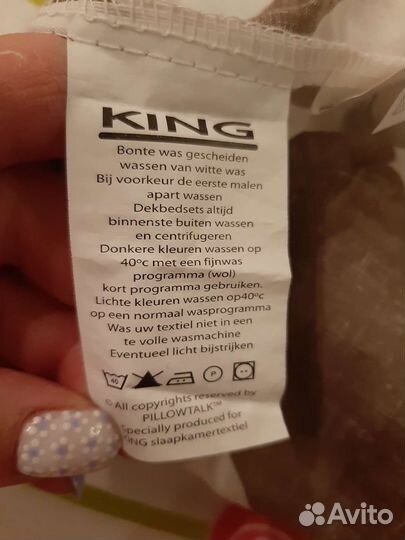 KING
Bonte was gescheiden
wassen van witte was
Bij voorkeur de eerste malen
apart wassen
Dekbedsets altijd
binnenste buiten wassen
en centrifugeren
Donkere kleuren wassen op
40ºc met een fijnwas
programma (wol)
kort programma gebruiken.
Lichte kleuren wassen op40ºc
op een normaal wasprogramma
Was uw textiel niet in een
te volle wasmachine
Eventueel licht bijstrijken
40 P
© All copyrights reserved by
PILLOWTALK™
Specially produced for
KING slaapkamertextiel
Avito